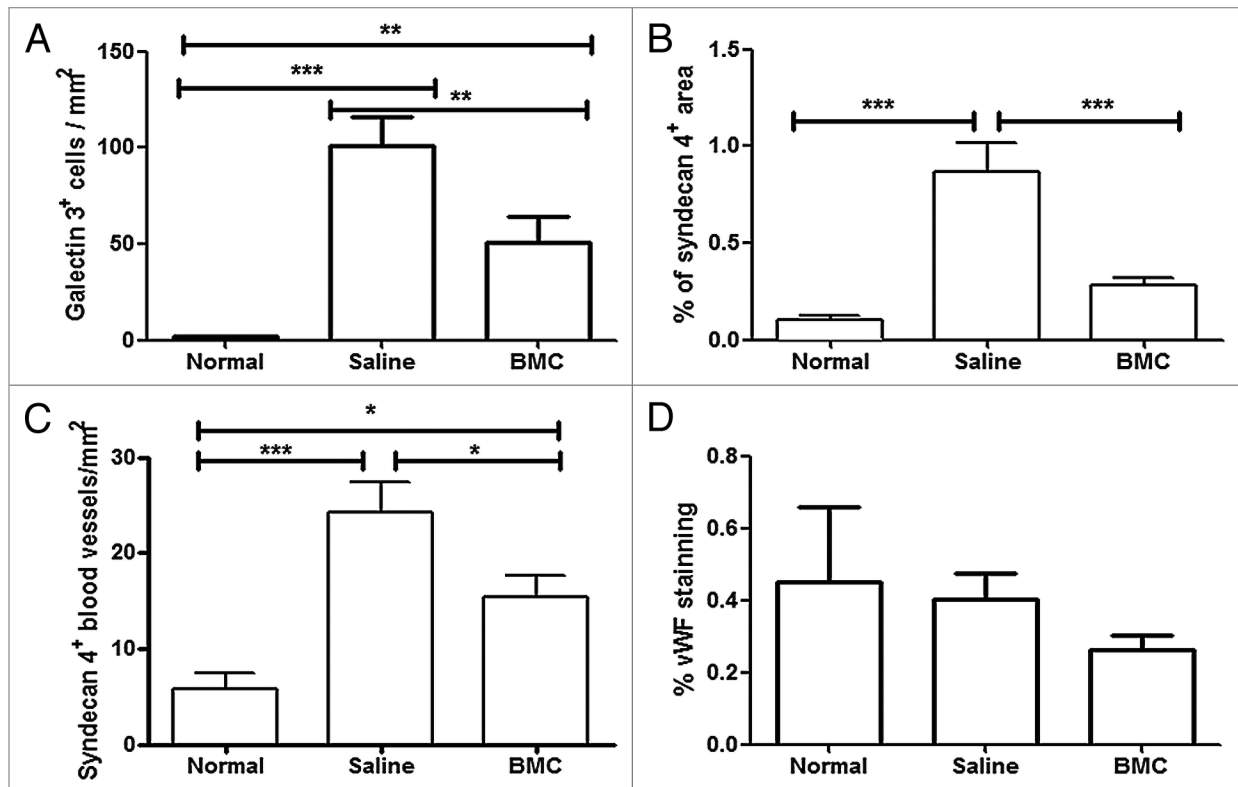 A
Galectin 3⁺ cells / mm²
150
100
50
0
**
***
**
Normal Saline BMC
B
% of syndecan 4⁺ area
1.5
1.0
0.5
0.0
*** ***
Normal Saline BMC
C
Syndecan 4⁺ blood vessels/mm²
30
20
10
0
*
*** *
Normal Saline BMC
D
% vWF stainning
0.8
0.6
0.4
0.2
0.0
Normal Saline BMC